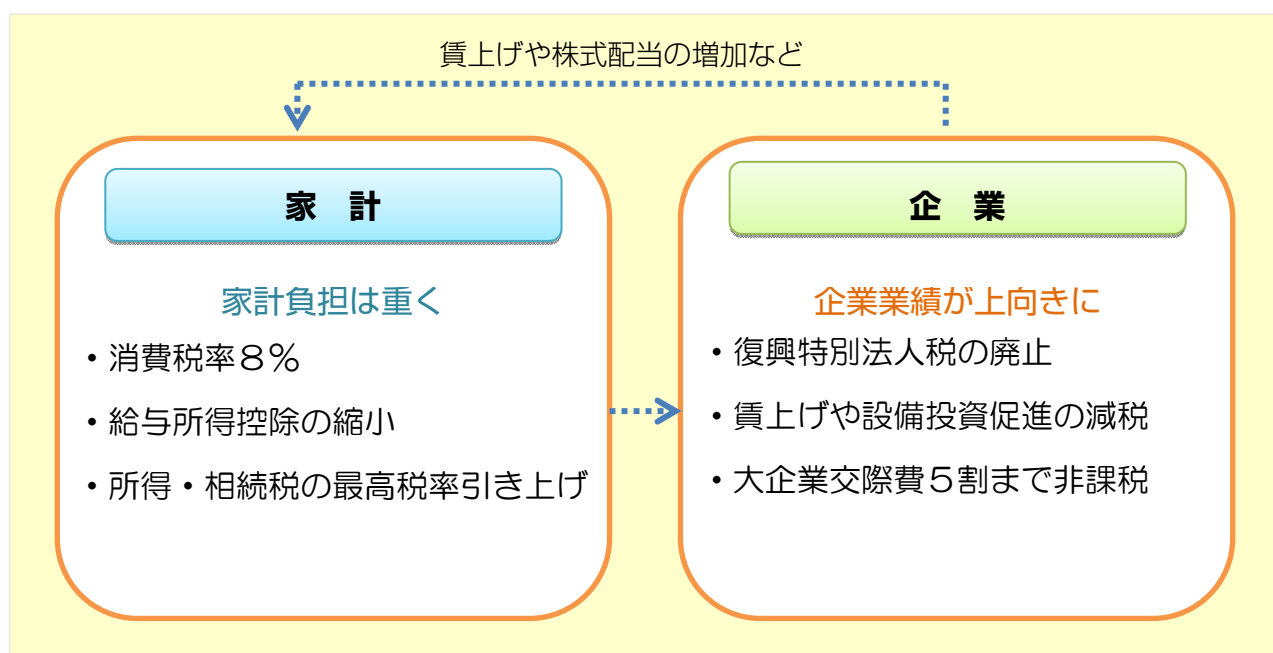 賃上げや株式配当の増加など
家　計
家計負担は重く
・消費税率８％
・給与所得控除の縮小
・所得・相続税の最高税率引き上げ
企　業
企業業績が上向きに
・復興特別法人税の廃止
・賃上げや設備投資促進の減税
・大企業交際費５割まで非課税